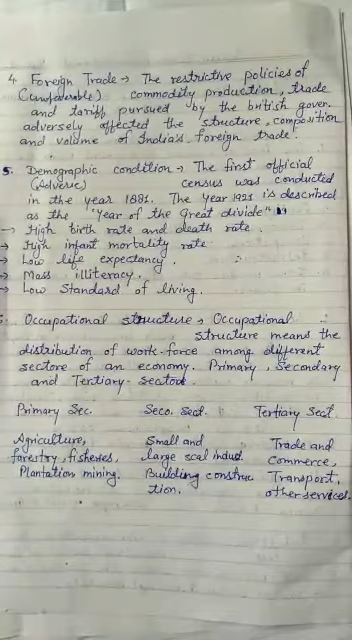 4. Foreign Trade → The restrictive policies of
(unfavourable) commodity production, trade
and tariff pursued by the british gover.
adversely affected the structure, composition
and volume of India's foreign trade.
5. Demographic condition → The first official
(Adverse) census was conducted
in the year 1881. The year 1921 is described
as the "Year of the Great divide"
→ High birth rate and death rate.
→ High infant mortality rate
→ Low life expectancy.
→ Mass illiteracy.
→ Low Standard of living.
6. Occupational structure → Occupational
structure means the
distribution of work-force among different
sectore of an economy. Primary, Secondary
and Tertiary-sector.
Primary Sec. Seco. Sect. Tertiary Sect.
Agriculture, Small and Trade and
forestry, fisheries, large scal indust. Commerce,
Plantation mining. Building construc Transport,
tion. other services.